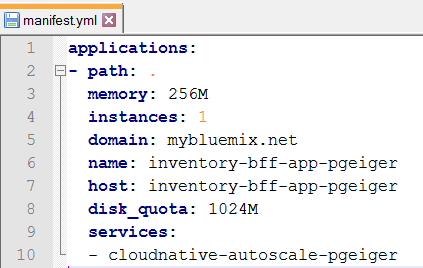 manifest.yml
1 applications:
2 - path: .
3 memory: 256M
4 instances: 1
5 domain: mybluemix.net
6 name: inventory-bff-app-pgeiger
7 host: inventory-bff-app-pgeiger
8 disk_quota: 1024M
9 services:
10 - cloudnative-autoscale-pgeiger